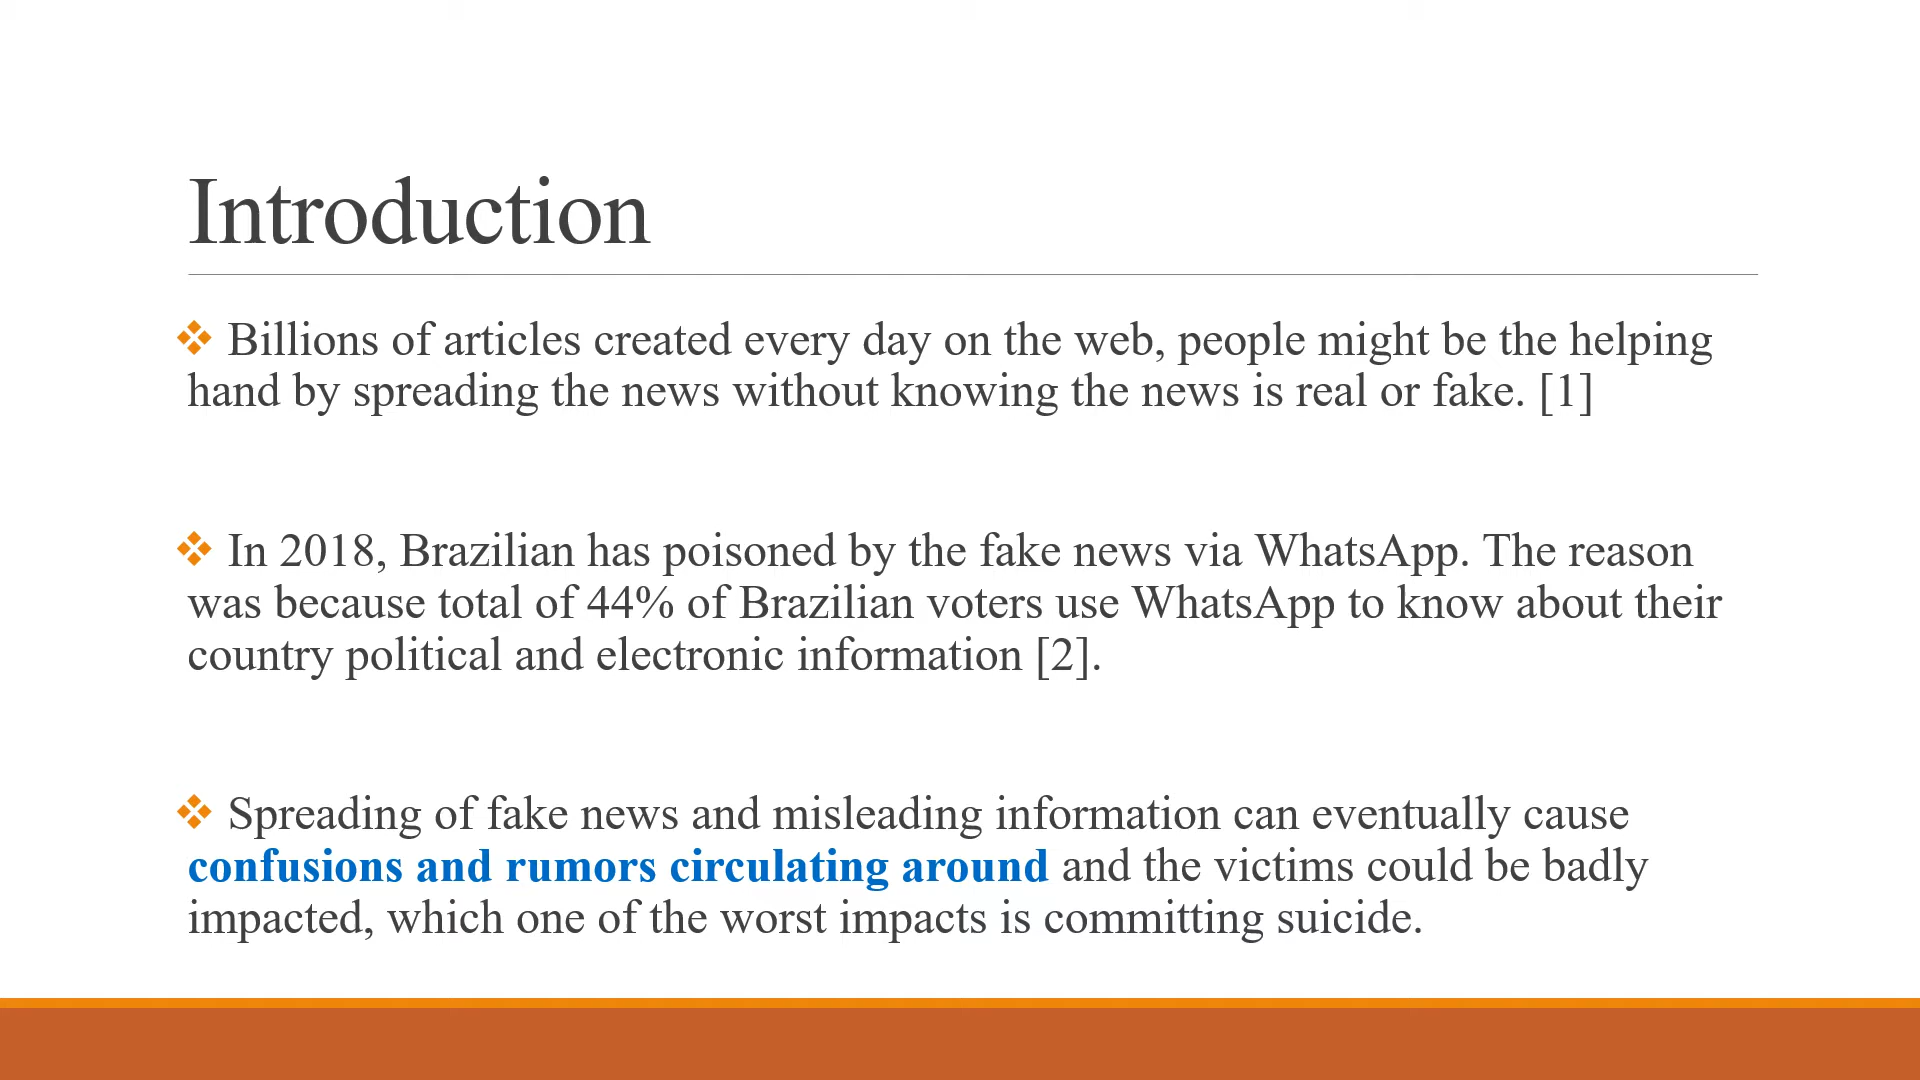 Introduction
❖ Billions of articles created every day on the web, people might be the helping
hand by spreading the news without knowing the news is real or fake. [1]
❖ In 2018, Brazilian has poisoned by the fake news via WhatsApp. The reason
was because total of 44% of Brazilian voters use WhatsApp to know about their
country political and electronic information [2].
❖ Spreading of fake news and misleading information can eventually cause
confusions and rumors circulating around and the victims could be badly
impacted, which one of the worst impacts is committing suicide.